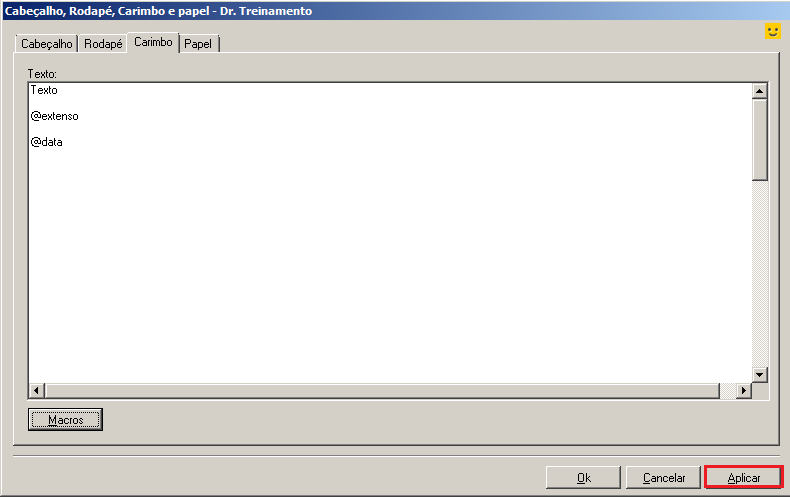 Cabeçalho, Rodapé, Carimbo e papel - Dr. Treinamento
Cabeçalho Rodapé Carimbo Papel
Texto:
Texto
@extenso
@data
Macros
Ok Cancelar Aplicar